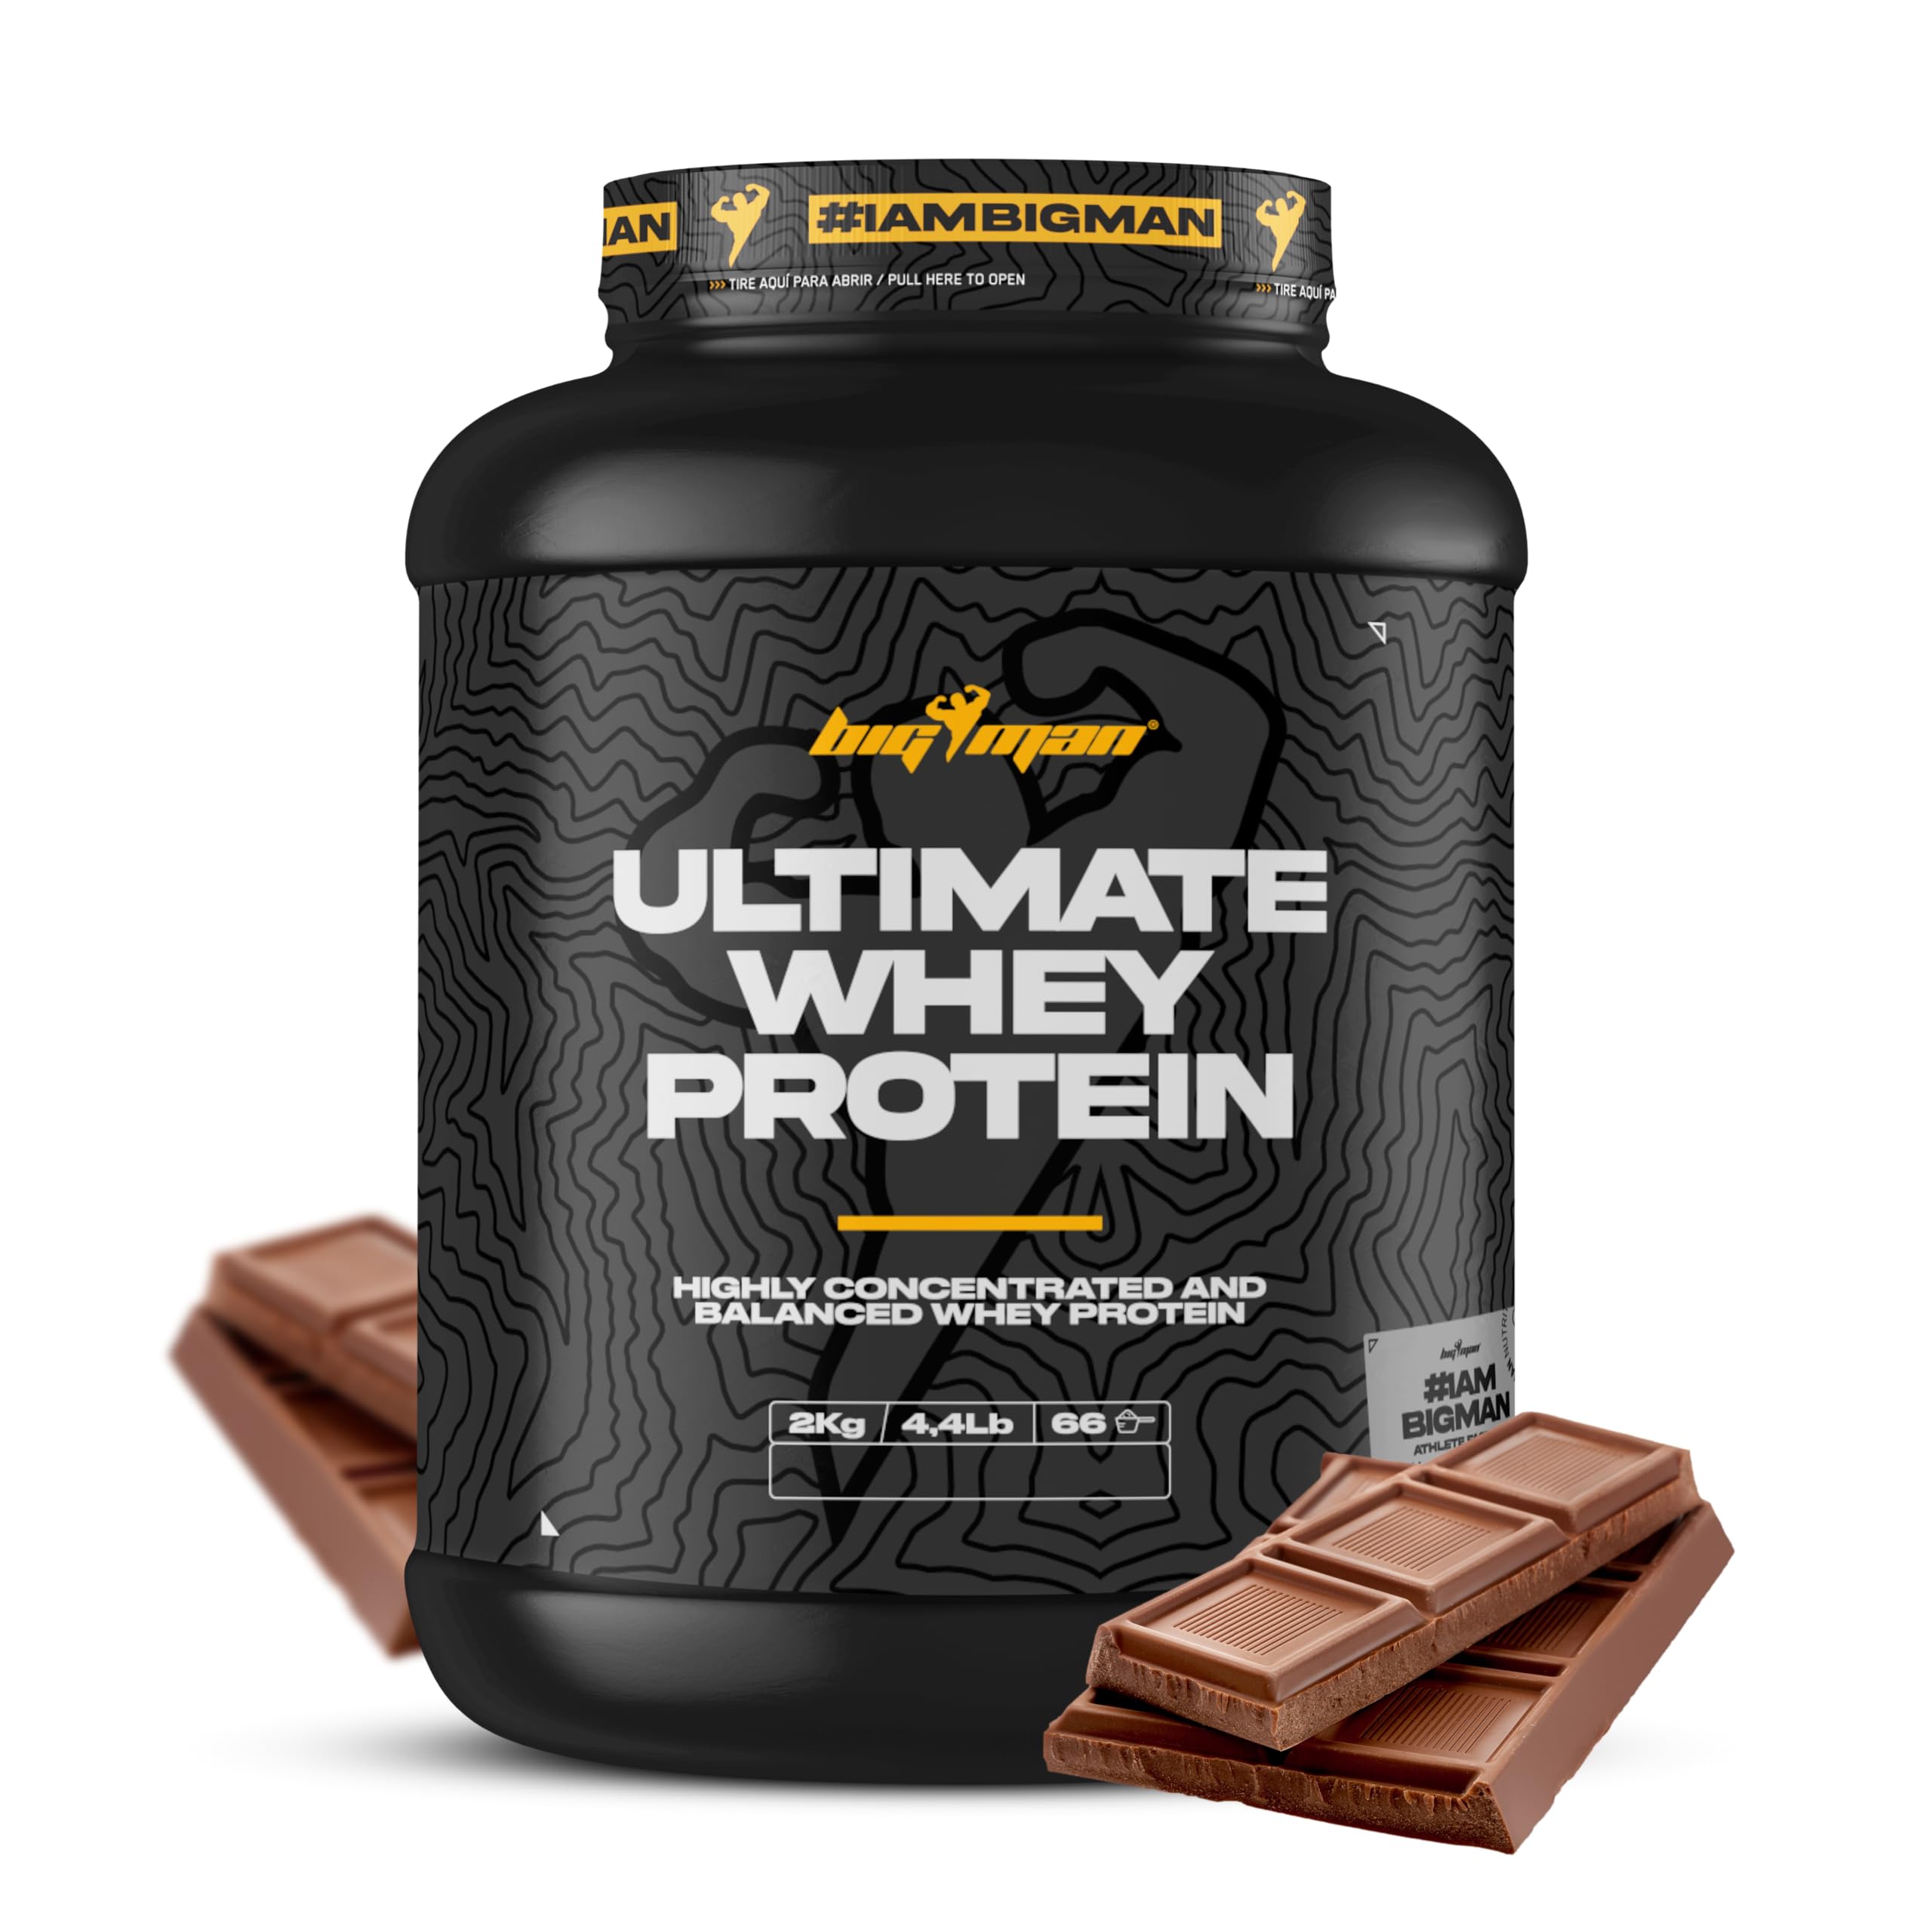 #IAMBIGMAN
>>> TIRE AQUÍ PARA ABRIR / PULL HERE TO OPEN
>>> TIRE AQUÍ PA
big man®
ULTIMATE
WHEY
PROTEIN
HIGHLY CONCENTRATED AND
BALANCED WHEY PROTEIN
2Kg / 4,4Lb | 66
big man
#IAM
BIGMAN
ATHLETE